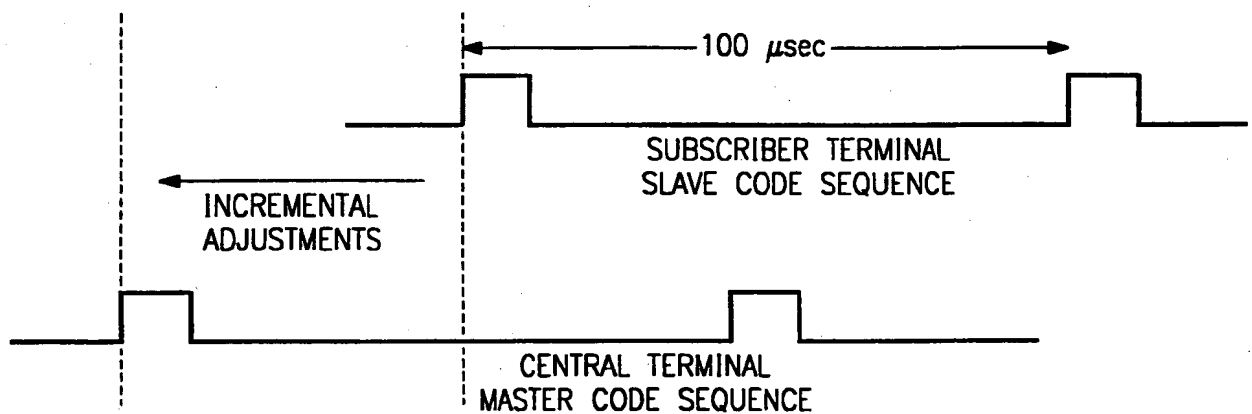 100 μsec
SUBSCRIBER TERMINAL
SLAVE CODE SEQUENCE
INCREMENTAL
ADJUSTMENTS
CENTRAL TERMINAL
MASTER CODE SEQUENCE